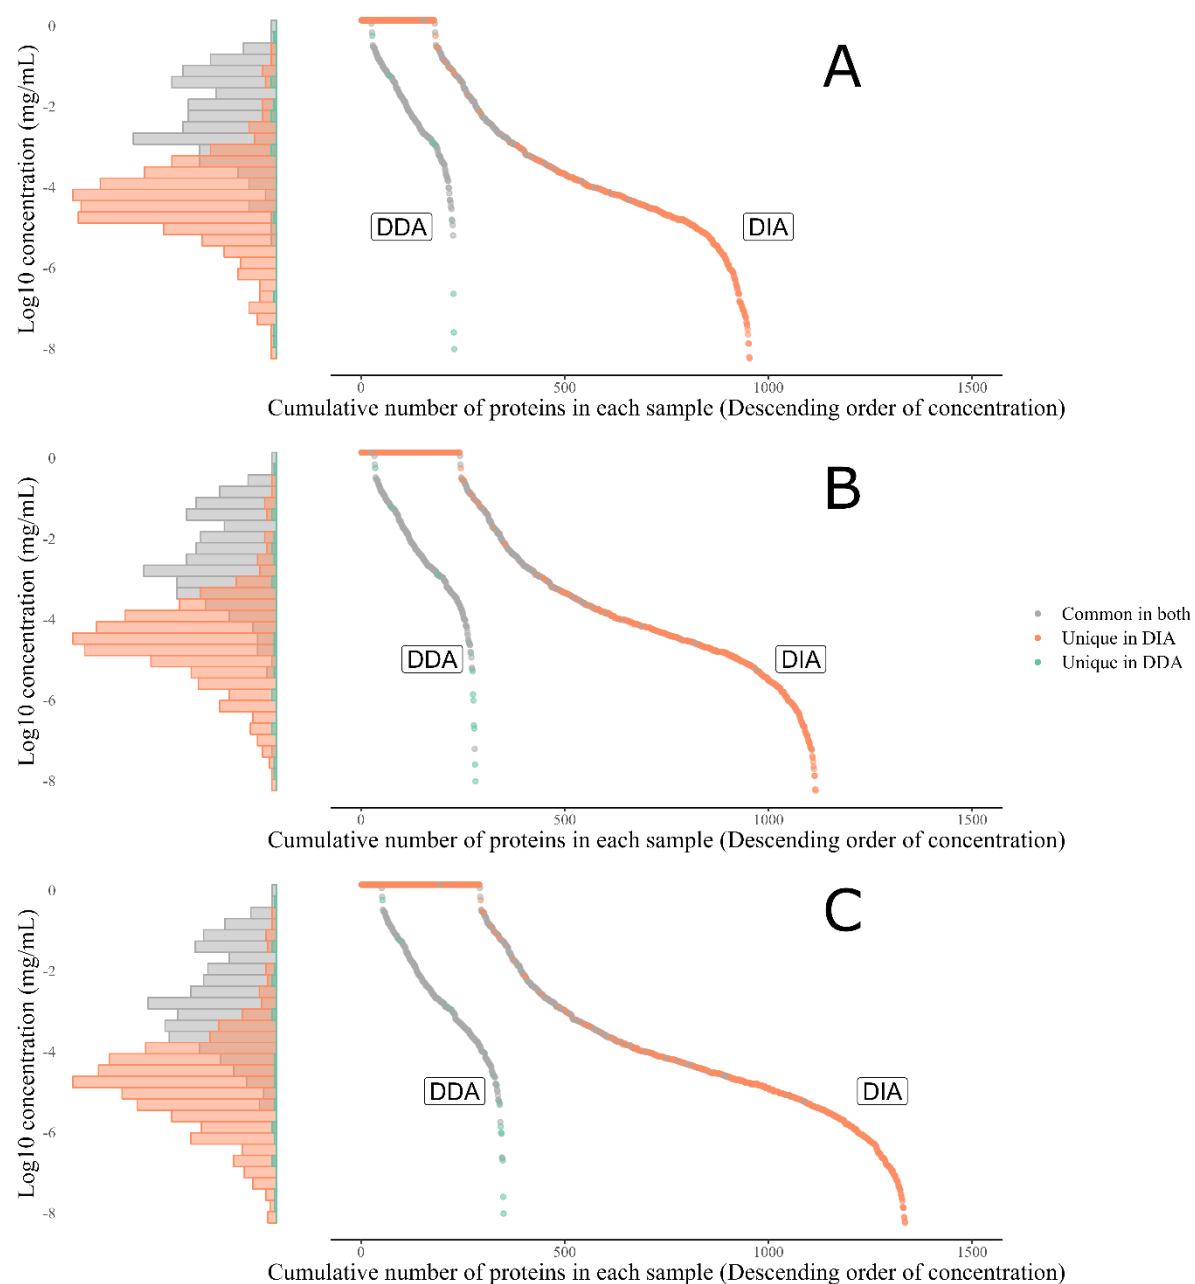 A
Log10 concentration (mg/mL)
0
-2
-4
-6
-8
DDA
DIA
0 500 1000 1500
Cumulative number of proteins in each sample (Descending order of concentration)
B
Log10 concentration (mg/mL)
0
-2
-4
-6
-8
DDA
DIA
0 500 1000 1500
Cumulative number of proteins in each sample (Descending order of concentration)
Common in both
Unique in DIA
Unique in DDA
C
Log10 concentration (mg/mL)
0
-2
-4
-6
-8
DDA
DIA
0 500 1000 1500
Cumulative number of proteins in each sample (Descending order of concentration)